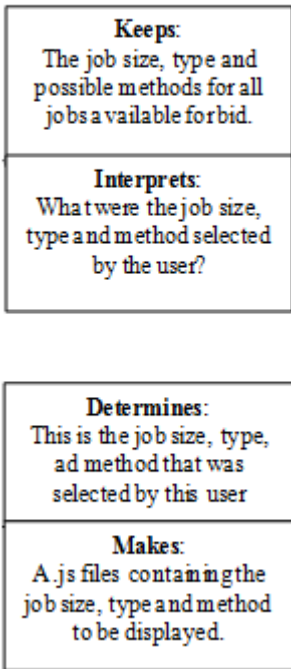 Keeps:
The job size, type and
possible methods for all
jobs available for bid.
Interprets:
What were the job size,
type and method selected
by the user?
Determines:
This is the job size, type,
ad method that was
selected by this user
Makes:
A .js files containing the
job size, type and method
to be displayed.